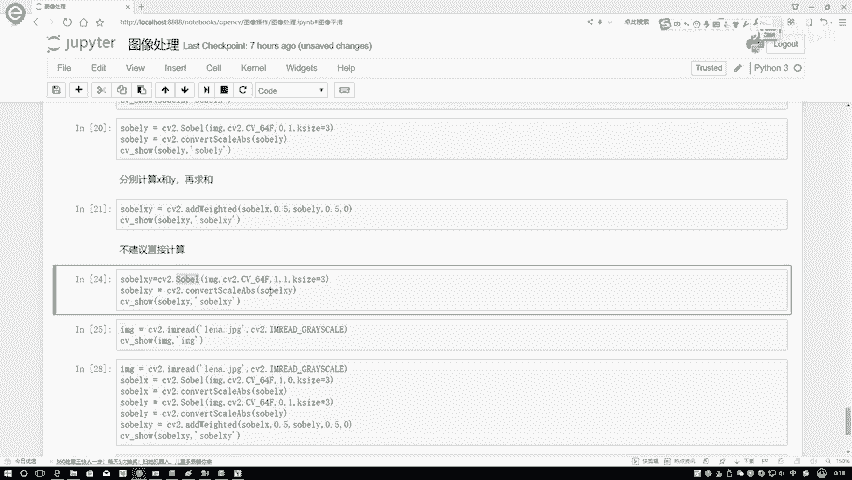 图像处理
http://localhost:8888/notebooks/opencv/图像操作/图像处理.ipynb#图像平滑
jupyter 图像处理 Last Checkpoint: 7 hours ago (unsaved changes)
Logout
File Edit View Insert Cell Kernel Widgets Help
Trusted Python 3
Code
In [20]: sobely = cv2.Sobel(img,cv2.CV_64F,0,1,ksize=3)
sobely = cv2.convertScaleAbs(sobely)
cv_show(sobely,'sobely')
分别计算x和y，再求和
In [21]: sobelxy = cv2.addWeighted(sobelx,0.5,sobely,0.5,0)
cv_show(sobelxy,'sobelxy')
不建议直接计算
In [24]: sobelxy=cv2.Sobel(img,cv2.CV_64F,1,1,ksize=3)
sobelxy = cv2.convertScaleAbs(sobelxy)
cv_show(sobelxy,'sobelxy')
In [25]: img = cv2.imread('lena.jpg',cv2.IMREAD_GRAYSCALE)
cv_show(img,'img')
In [28]: img = cv2.imread('lena.jpg',cv2.IMREAD_GRAYSCALE)
sobelx = cv2.Sobel(img,cv2.CV_64F,1,0,ksize=3)
sobelx = cv2.convertScaleAbs(sobelx)
sobely = cv2.Sobel(img,cv2.CV_64F,0,1,ksize=3)
sobely = cv2.convertScaleAbs(sobely)
sobelxy = cv2.addWeighted(sobelx,0.5,sobely,0.5,0)
cv_show(sobelxy,'sobelxy')
150%